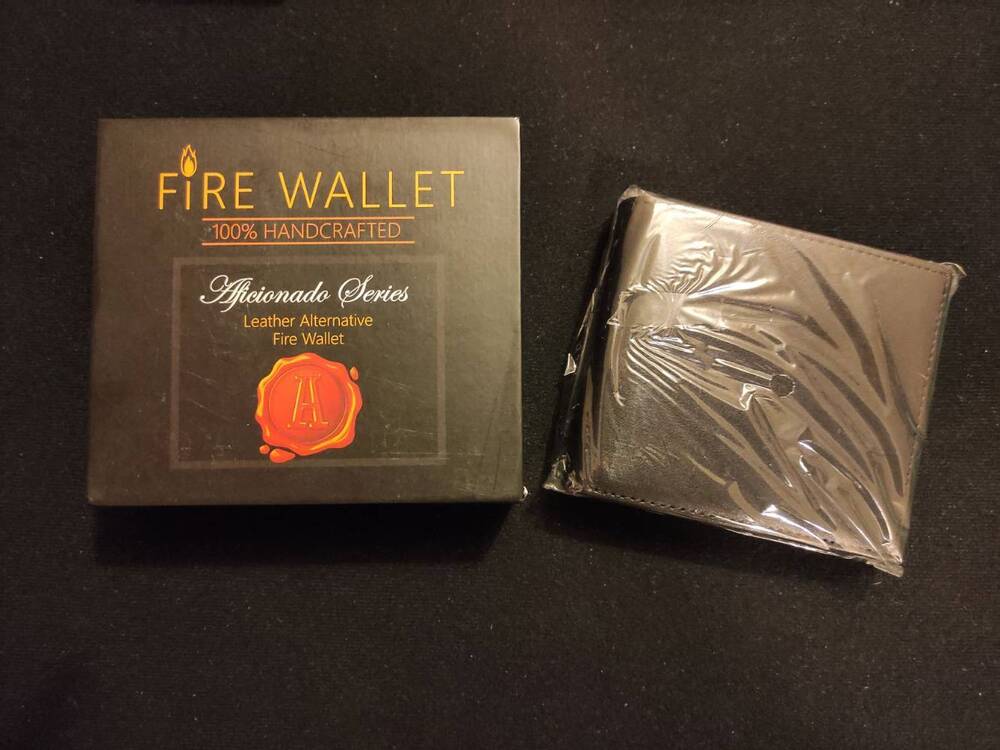 FIRE WALLET
100% HANDCRAFTED
Aficionado Series
Leather Alternative
Fire Wallet
A